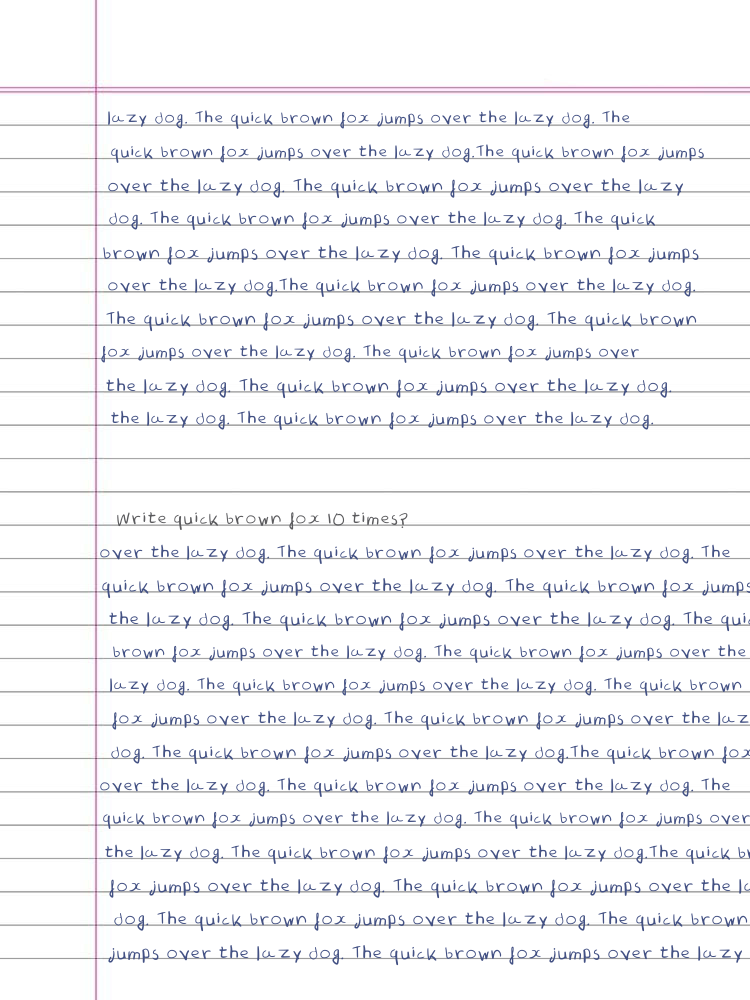 lazy dog. The quick brown fox jumps over the lazy dog. The
quick brown fox jumps over the lazy dog.The quick brown fox jumps
over the lazy dog. The quick brown fox jumps over the lazy
dog. The quick brown fox jumps over the lazy dog. The quick
brown fox jumps over the lazy dog. The quick brown fox jumps
over the lazy dog.The quick brown fox jumps over the lazy dog.
The quick brown fox jumps over the lazy dog. The quick brown
fox jumps over the lazy dog. The quick brown fox jumps over
the lazy dog. The quick brown fox jumps over the lazy dog.
the lazy dog. The quick brown fox jumps over the lazy dog.
Write quick brown fox 10 times?
over the lazy dog. The quick brown fox jumps over the lazy dog. The
quick brown fox jumps over the lazy dog. The quick brown fox jumps
the lazy dog. The quick brown fox jumps over the lazy dog. The
brown fox jumps over the lazy dog. The quick brown fox jumps over the
lazy dog. The quick brown fox jumps over the lazy dog. The quick brown
fox jumps over the lazy dog. The quick brown fox jumps over the
dog. The quick brown fox jumps over the lazy dog.The quick brown fox
over the lazy dog. The quick brown fox jumps over the lazy dog. The
quick brown fox jumps over the lazy dog. The quick brown fox jumps over
the lazy dog. The quick brown fox jumps over the lazy dog.The quick
fox jumps over the lazy dog. The quick brown fox jumps over the
dog. The quick brown fox jumps over the lazy dog. The quick brown
jumps over the lazy dog. The quick brown fox jumps over the lazy